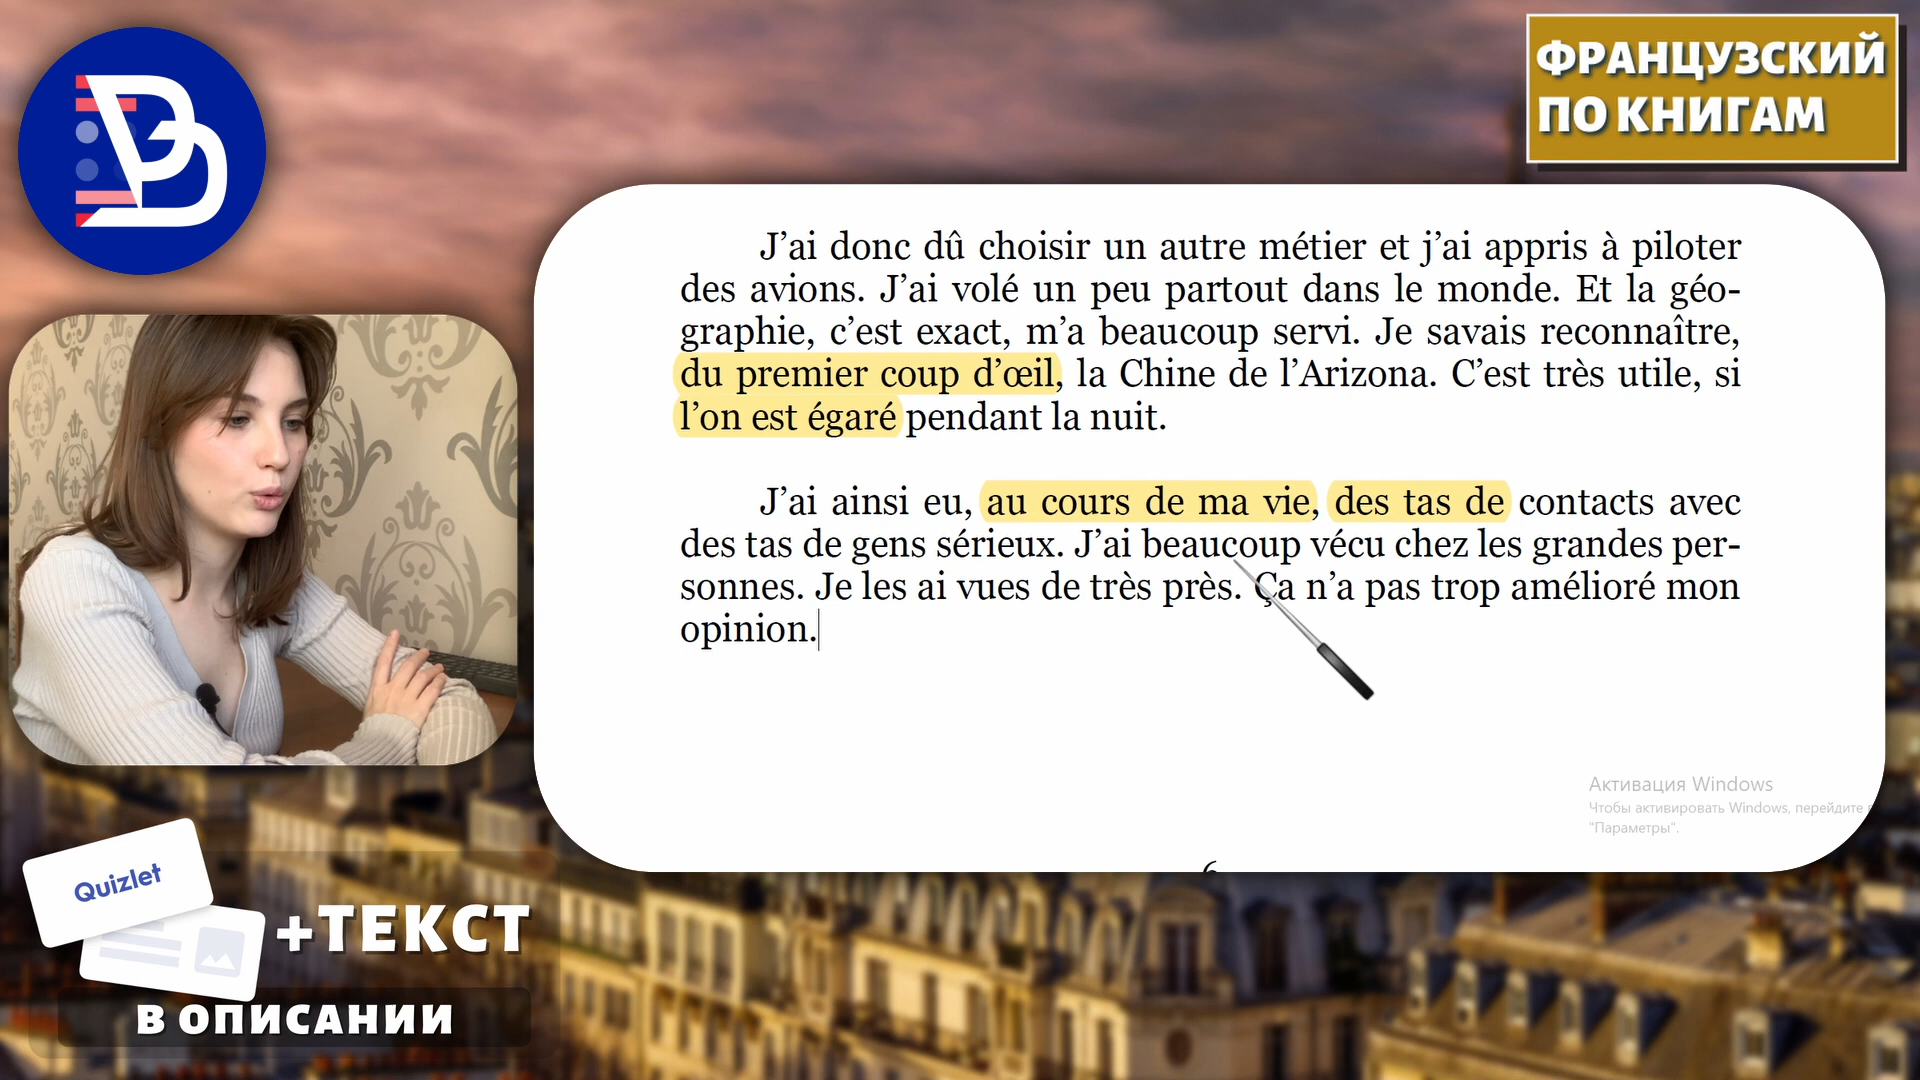 ФРАНЦУЗСКИЙ
ПО КНИГАМ
J’ai donc dû choisir un autre métier et j’ai appris à piloter
des avions. J’ai volé un peu partout dans le monde. Et la géo-
graphie, c’est exact, m’a beaucoup servi. Je savais reconnaître,
du premier coup d’œil, la Chine de l’Arizona. C’est très utile, si
l’on est égaré pendant la nuit.
J’ai ainsi eu, au cours de ma vie, des tas de contacts avec
des tas de gens sérieux. J’ai beaucoup vécu chez les grandes per-
sonnes. Je les ai vues de très près. Ça n’a pas trop amélioré mon
opinion.
Активация Windows
Чтобы активировать Windows, перейдите
"Параметры".
6
Quizlet
+ТЕКСТ
В ОПИСАНИИ